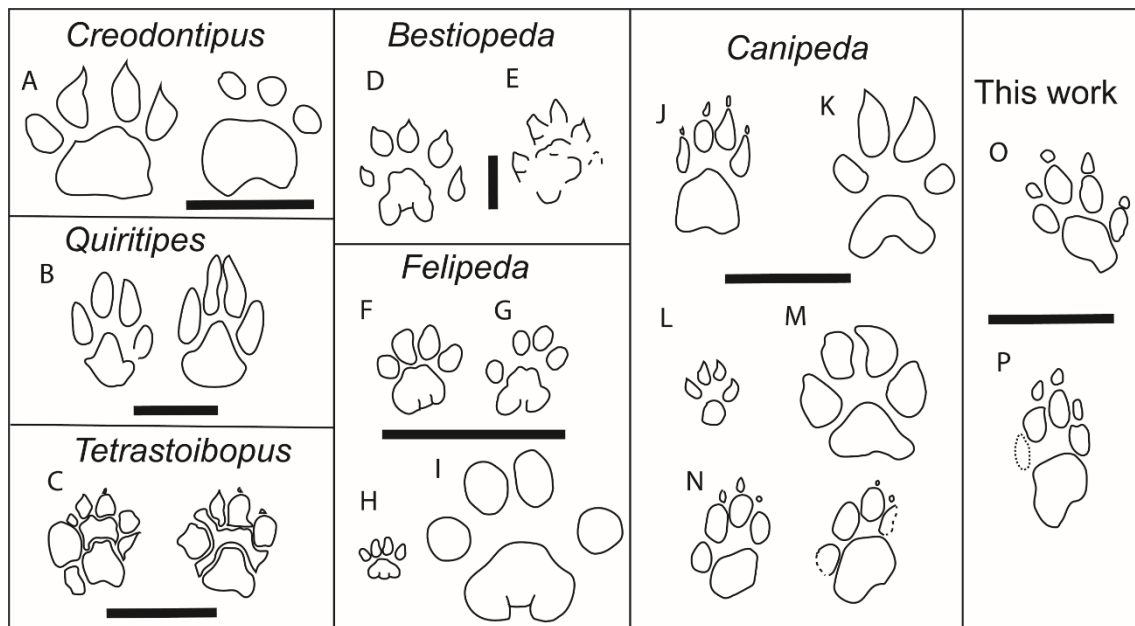 Creodontipus
A
Quiritipes
B
Tetrastoibopus
C
Bestiopeda
D
E
Felipeda
F
G
H
I
Canipeda
J
K
L
M
N
This work
O
P